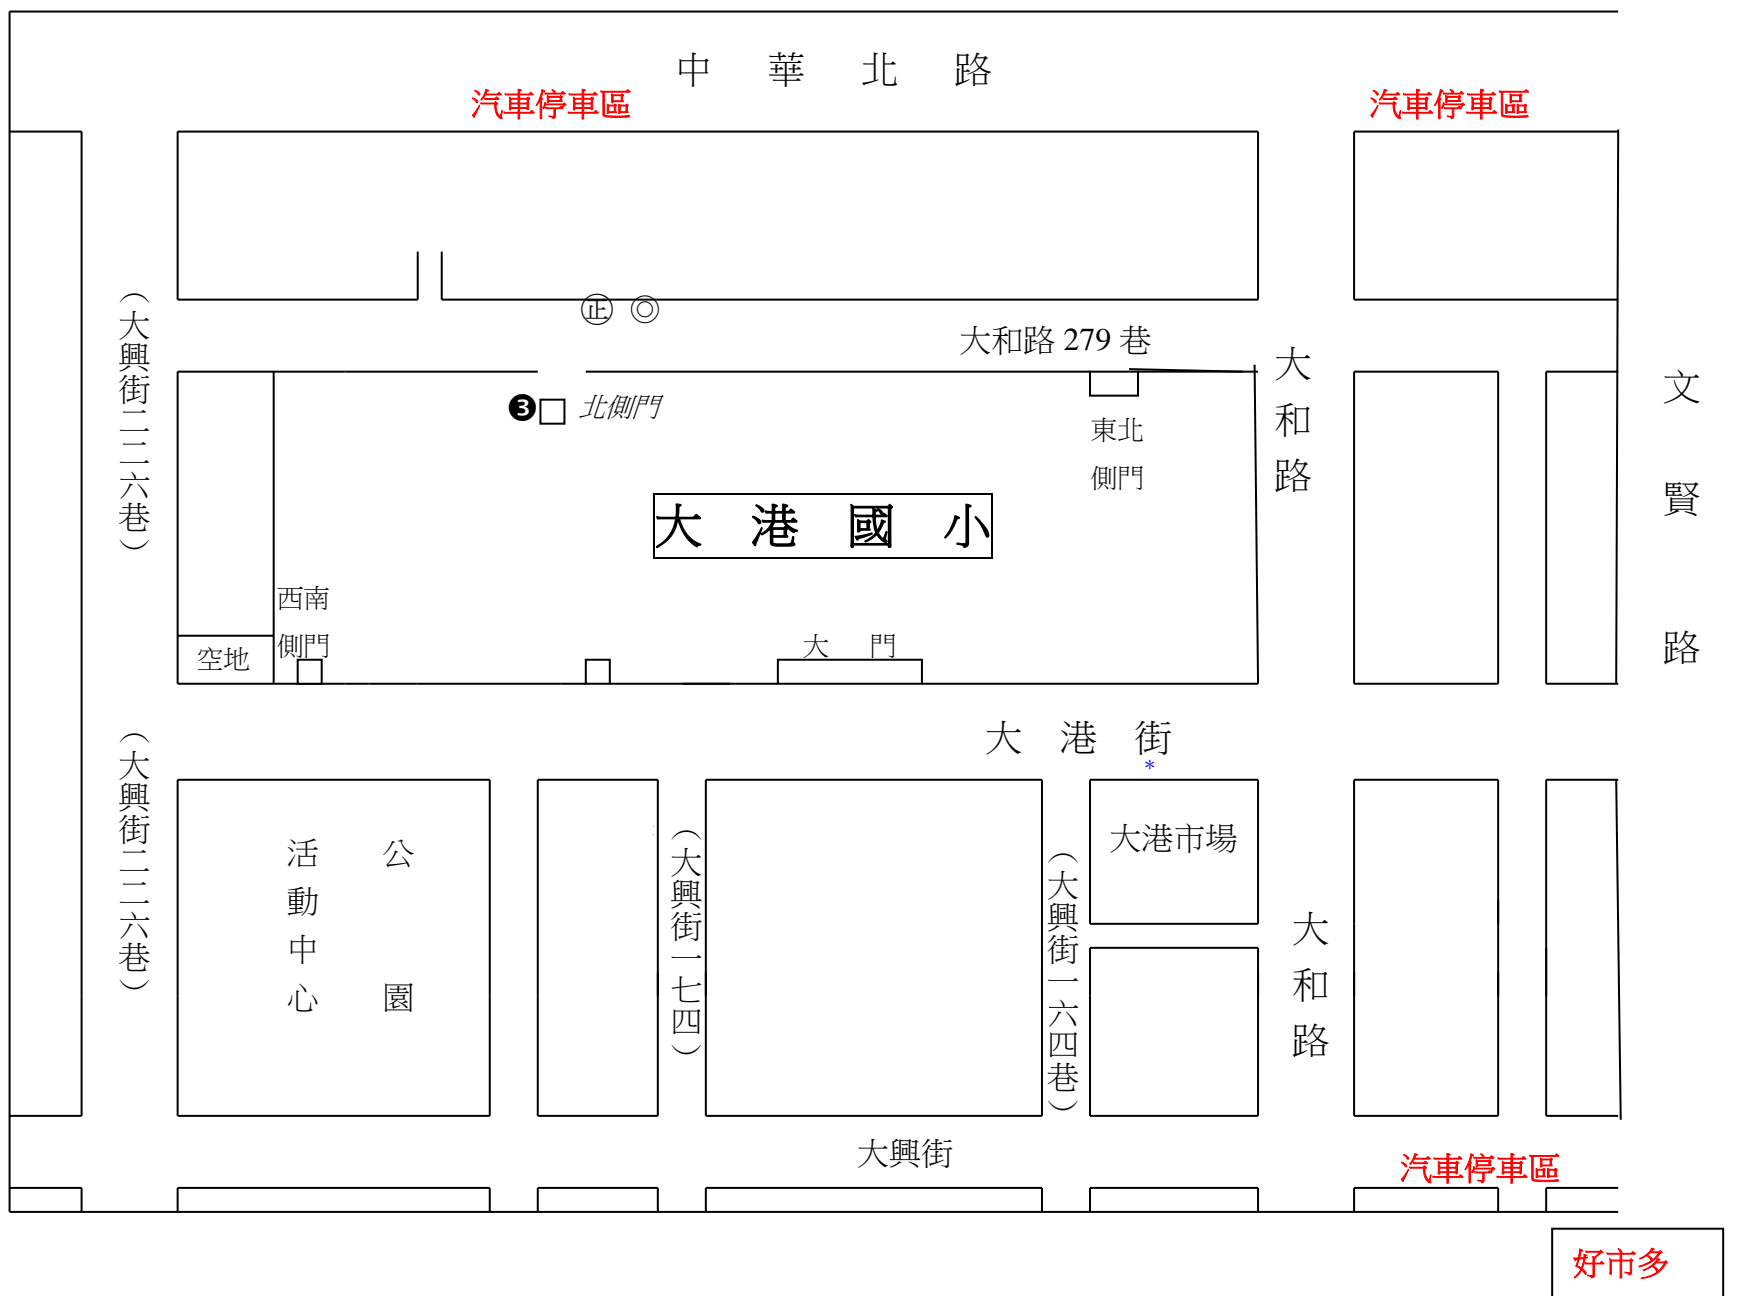 中華北路
汽車停車區
汽車停車區
㊣ ◎
大和路 279 巷
（大興街二二六巷）
大和路
文賢路
❸
北側門
東北
側門
大港國小
西南
側門
空地
大門
大港街
*
（大興街二二六巷）
活動中心
公園
（大興街一七四）
（大興街一六四巷）
大港市場
大和路
大興街
汽車停車區
好市多